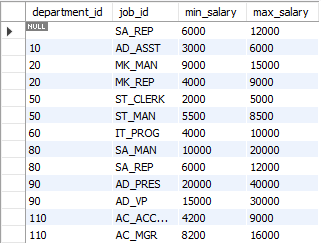 department_id job_id min_salary max_salary
NULL SA_REP 6000 12000
10 AD_ASST 3000 6000
20 MK_MAN 9000 15000
20 MK_REP 4000 9000
50 ST_CLERK 2000 5000
50 ST_MAN 5500 8500
60 IT_PROG 4000 10000
80 SA_MAN 10000 20000
80 SA_REP 6000 12000
90 AD_PRES 20000 40000
90 AD_VP 15000 30000
110 AC_ACC... 4200 9000
110 AC_MGR 8200 16000